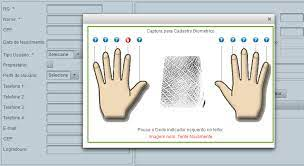 RG: *
Nome: *
CPF:
Data de Nascimento:
Tipo Usuário: * Selecione
Proprietário:
Perfil de Usuário: Selecione
Telefone 1
Telefone 2
Telefone 3
Telefone 4
E-mail
CEP
Logradouro
Captura para Cadastro Biométrico
Pouse o Dedo indicador esquerdo no leitor.
Imagem ruim. Tente Novamente.